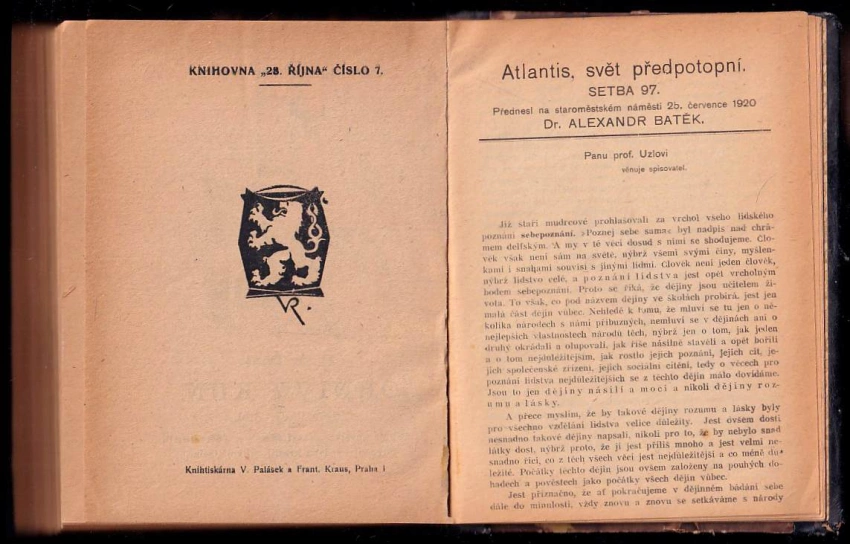 KNIHOVNA „28. ŘÍJNA“ ČÍSLO 7.
VR.
Knihtiskárna V. Palásek a Frant. Kraus, Praha I
Atlantis, svět předpotopní.
SETBA 97.
Přednesl na staroměstském náměstí 25. července 1920
Dr. ALEXANDR BATĚK.
Panu prof. Uzlovi
věnuje spisovatel.
Již staří mudrcové prohlašovali za vrchol všeho lidského
poznání sebepoznání. »Poznej sebe sama« byl nadpis nad chrá-
mem delfským. A my v té věci dosud s nimi se shodujeme. Člo-
věk však není sám na světě, nýbrž všemi svými činy, myšlen-
kami i snahami souvisí s jinými lidmi. Člověk není jeden člověk,
nýbrž lidstvo celé, a poznání lidstva jest opět vrcholným
bodem sebepoznání. Proto se říká, že dějiny jsou učitelem ži-
vota. To však, co pod názvem dějiny ve školách probírá, jest jen
malá část dějin vůbec. Nehledě k tomu, že mluví se tu jen o ně-
kolika národech s námi příbuzných, nemluví se v dějinách ani o
nejlepších vlastnostech národů těch, nýbrž jen o tom, jak jeden
druhý okrádali a olupovali, jak říše násilně stavěli a opět bořili
a o tom nejdůležitějším, jak rostlo jejich poznání, jejich cit, je-
jich společenské zřízení, jejich sociální cítění, tedy o věcech pro
poznání lidstva nejdůležitějších se z těchto dějin málo dovídáme.
Jsou to jen dějiny násilí a moci a nikoli dějiny roz-
umu a lásky.
A přece myslím, že by takové dějiny rozumu a lásky byly
pro všechno vzdělání lidstva velice důležity. Jest ovšem dosti
nesnadno takové dějiny napsati, nikoli pro to, že by nebylo snad
látky dost, nýbrž proto, že jí jest příliš mnoho a jest velmi ne-
snadno říci, co z těch všech věcí jest nejdůležitější a co méně du-
ležité. Počátky těchto dějin jsou ovšem založeny na pouhých do-
hadech a pověstech jako počátky všech dějin vůbec.
Jest příznačno, že ať pokračujeme v dějinném bádání sebe
dále do minulosti, vždy znovu a znovu se setkáváme s národy